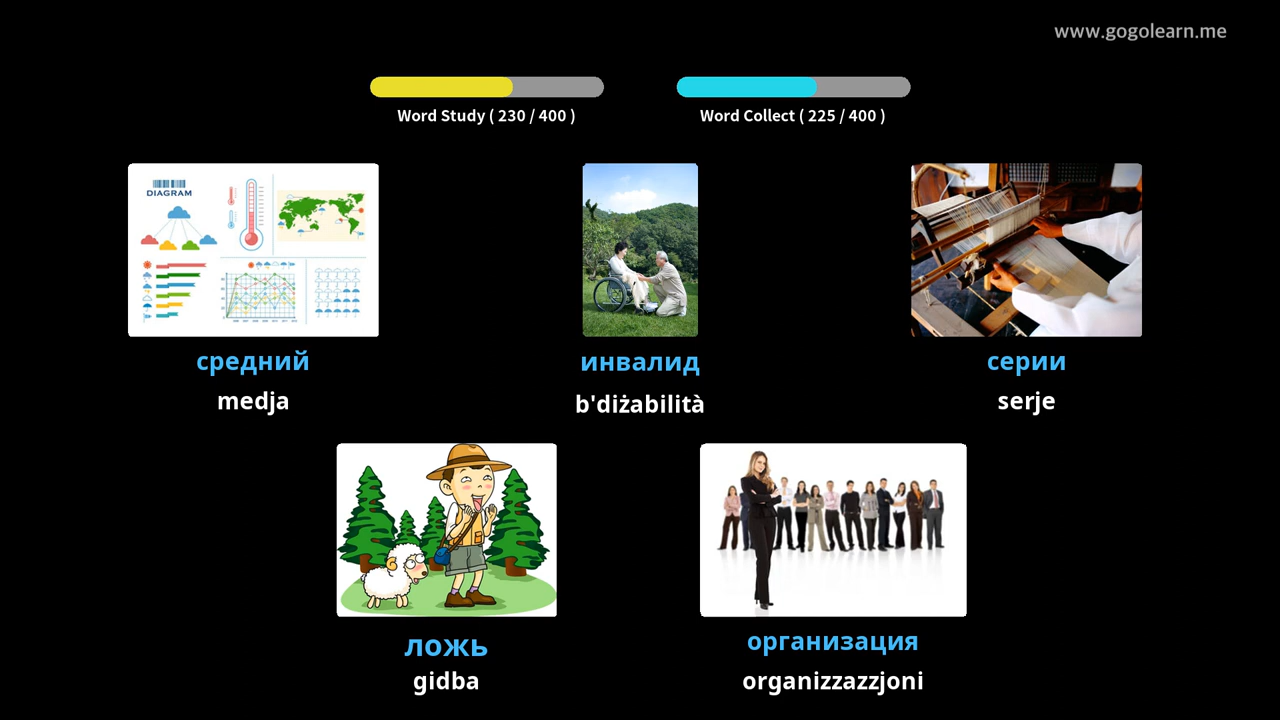 www.gogolearn.me
Word Study ( 230 / 400 )
Word Collect ( 225 / 400 )
DIAGRAM
средний
medja
инвалид
b'diżabilità
серии
serje
ложь
gidba
организация
organizzazzjoni